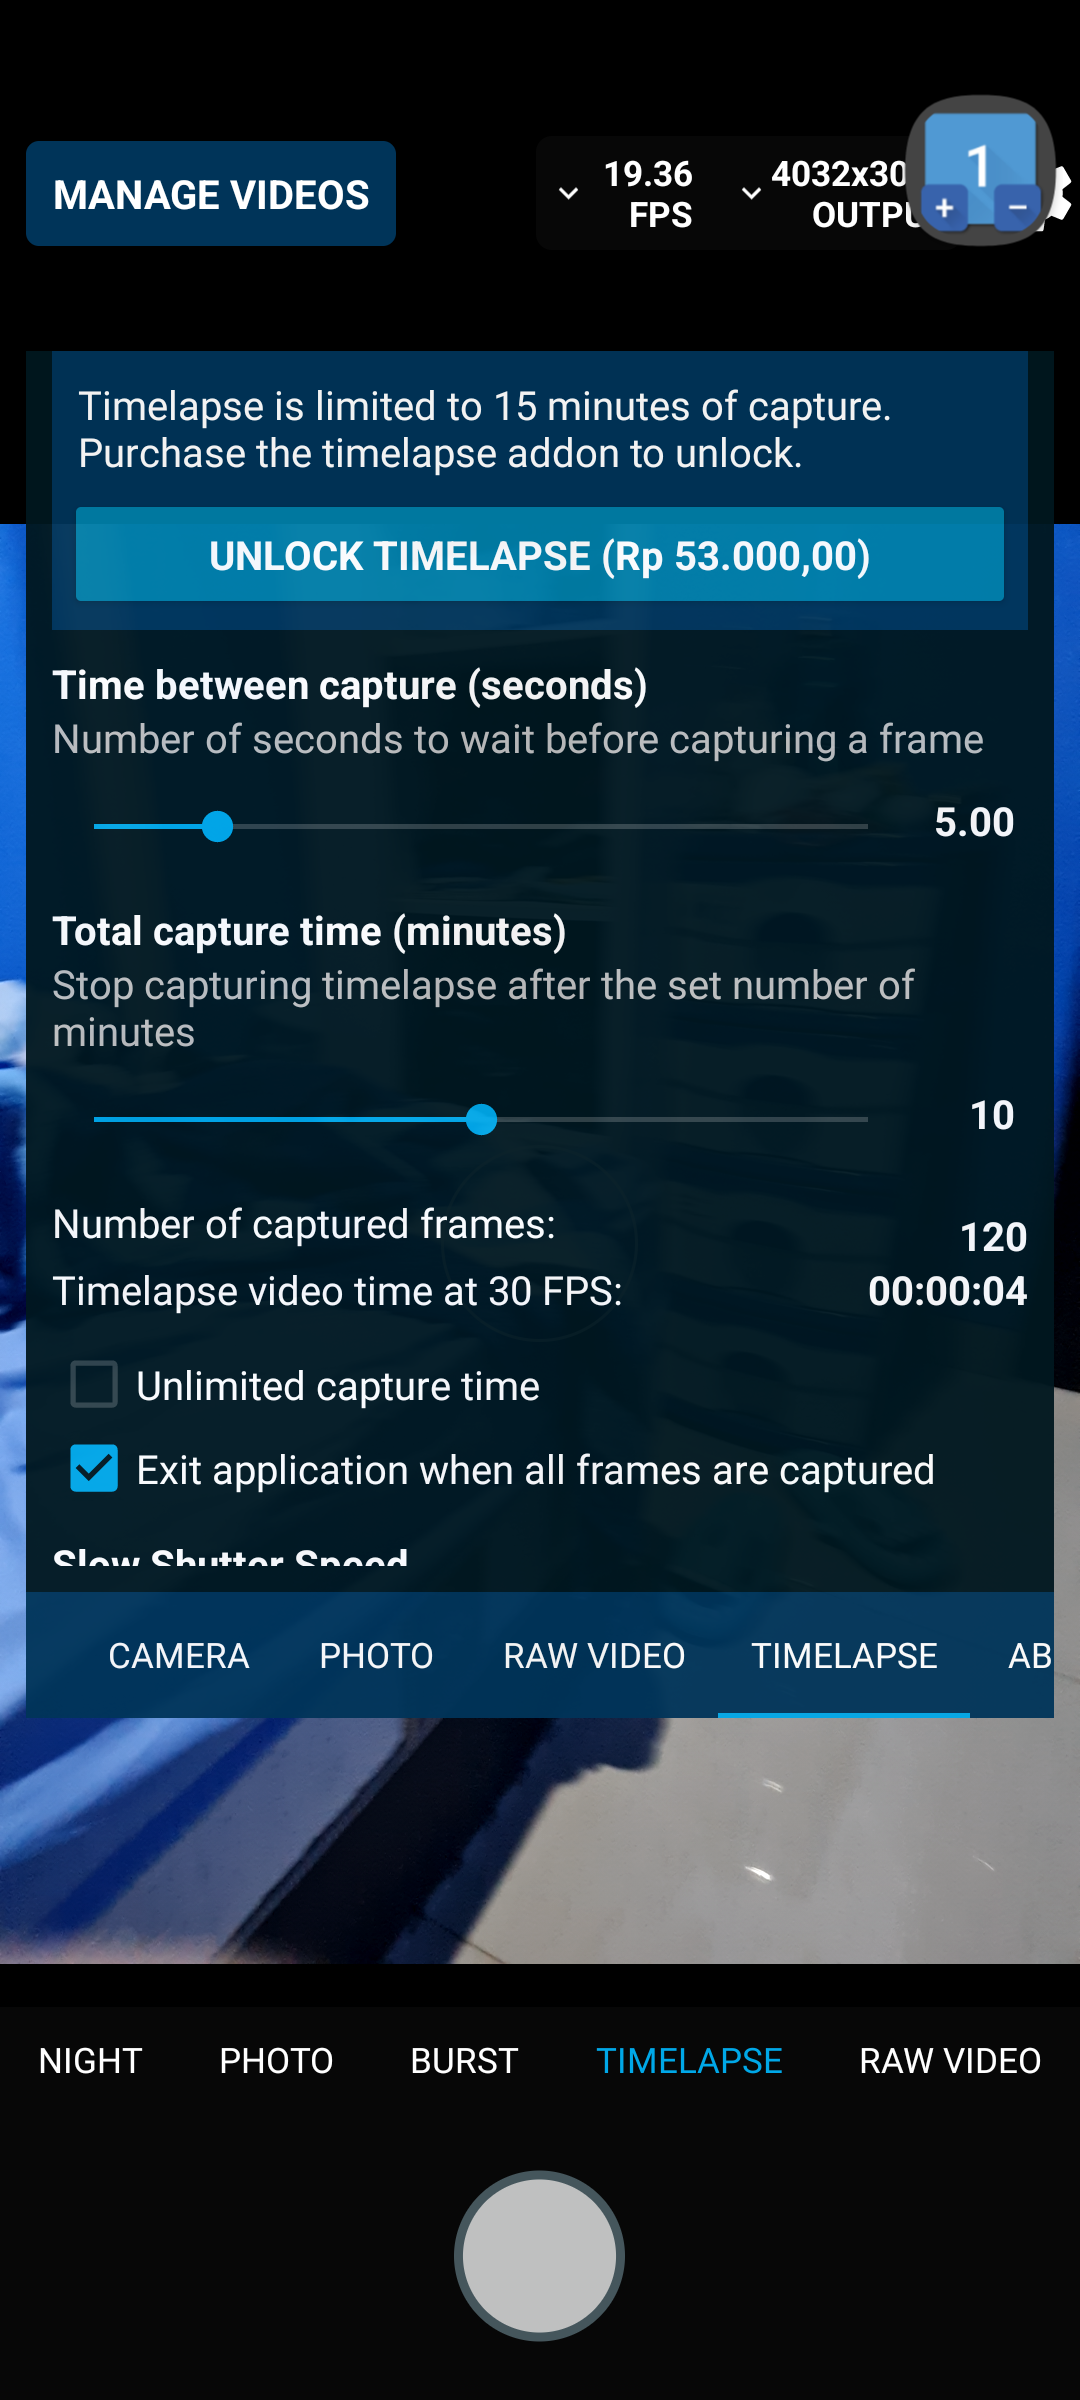 MANAGE VIDEOS
19.36
FPS
4032x30
OUTPU
1
+ −
Timelapse is limited to 15 minutes of capture.
Purchase the timelapse addon to unlock.
UNLOCK TIMELAPSE (Rp 53.000,00)
Time between capture (seconds)
Number of seconds to wait before capturing a frame
5.00
Total capture time (minutes)
Stop capturing timelapse after the set number of
minutes
10
Number of captured frames: 120
Timelapse video time at 30 FPS: 00:00:04
Unlimited capture time
Exit application when all frames are captured
Slow Shutter Speed
CAMERA PHOTO RAW VIDEO TIMELAPSE AB
NIGHT PHOTO BURST TIMELAPSE RAW VIDEO